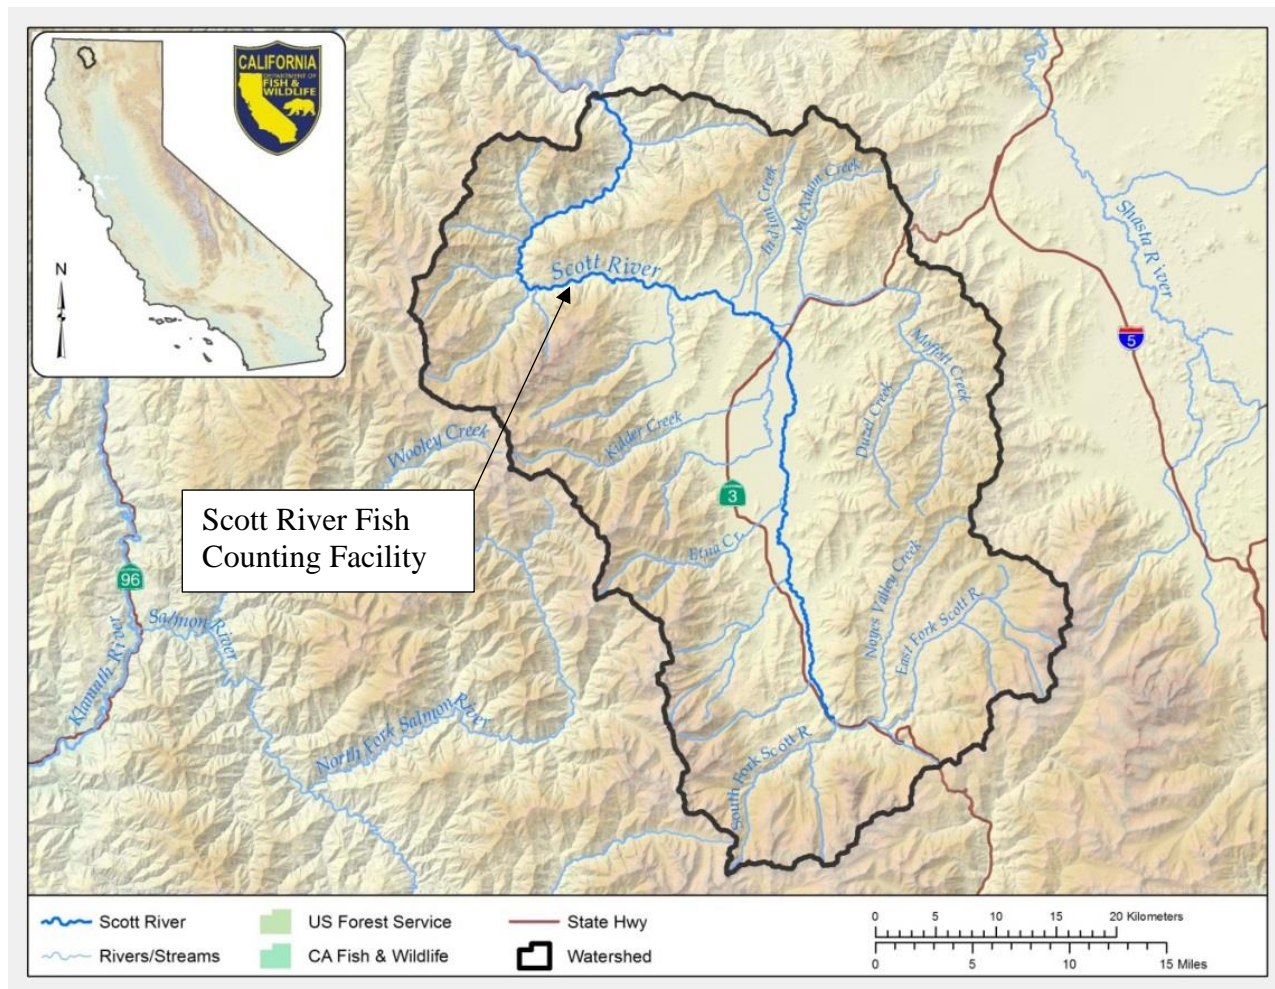 CALIFORNIA
DEPARTMENT OF
FISH &
WILDLIFE
N
Scott River
Indian Creek
McAdam Creek
Shasta River
5
Moffett Creek
Duzel Creek
Kidder Creek
Wooley Creek
3
Scott River Fish
Counting Facility
Etna Cr.
96
Salmon River
Klamath River
Noyes Valley Creek
East Fork Scott R.
North Fork Salmon River
South Fork Scott R.
Scott River
US Forest Service
State Hwy
Rivers/Streams
CA Fish & Wildlife
Watershed
0 5 10 15 20 Kilometers
0 5 10 15 Miles